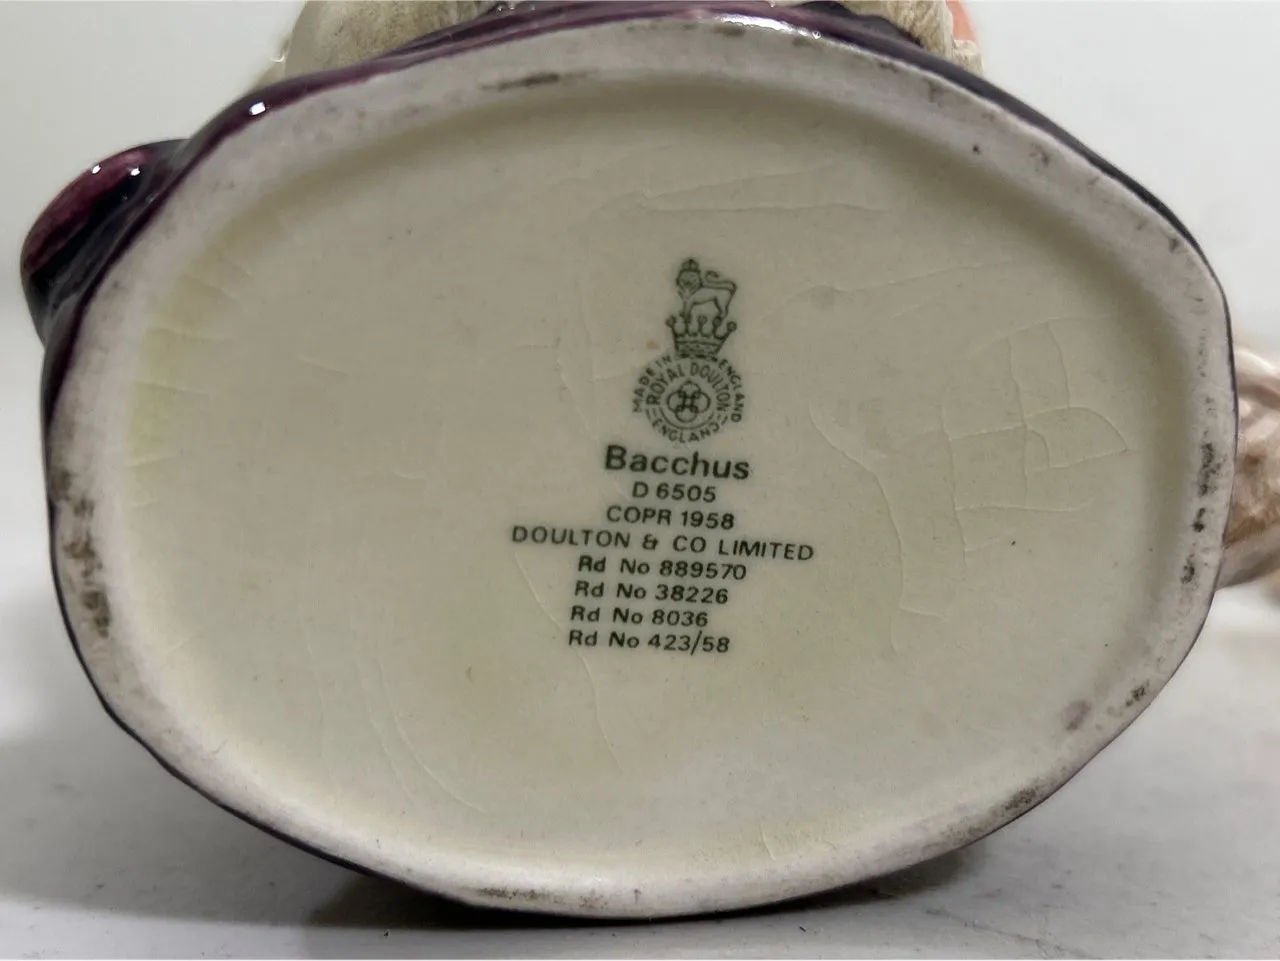 MADE IN ENGLAND
ROYAL DOULTON
ENGLAND
Bacchus
D 6505
COPR 1958
DOULTON & CO LIMITED
Rd No 889570
Rd No 38226
Rd No 8036
Rd No 423/58